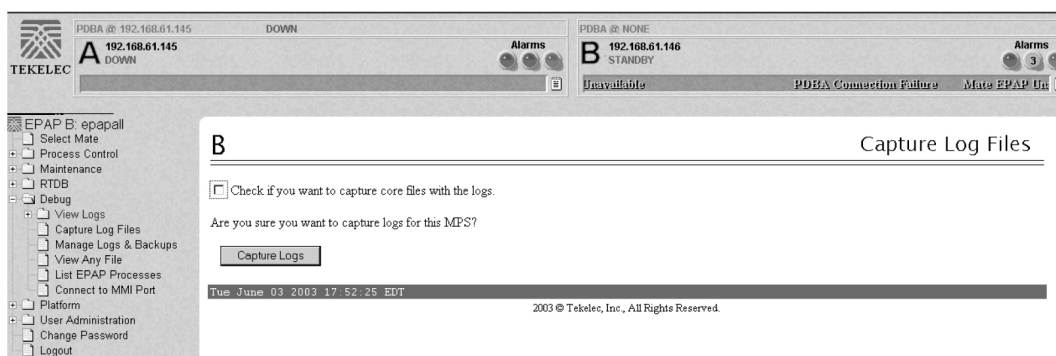 TEKELEC
PDBA @ 192.168.61.145 DOWN
A 192.168.61.145
DOWN
Alarms
PDBA @ NONE
B 192.168.61.146
STANDBY
Alarms
3
Unavailable PDBA Connection Failure Mate EPAP Un
EPAP B: epapall
Select Mate
Process Control
Maintenance
RTDB
Debug
View Logs
Capture Log Files
Manage Logs & Backups
View Any File
List EPAP Processes
Connect to MMI Port
Platform
User Administration
Change Password
Logout
B Capture Log Files
Check if you want to capture core files with the logs.
Are you sure you want to capture logs for this MPS?
Capture Logs
Tue June 03 2003 17:52:25 EDT
2003 © Tekelec, Inc., All Rights Reserved.